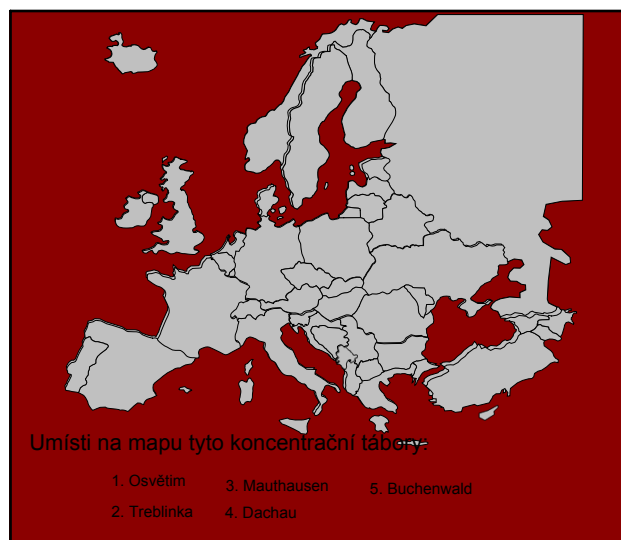 Umísti na mapu tyto koncentrační tábory:
1. Osvětim
3. Mauthausen
5. Buchenwald
2. Treblinka
4. Dachau